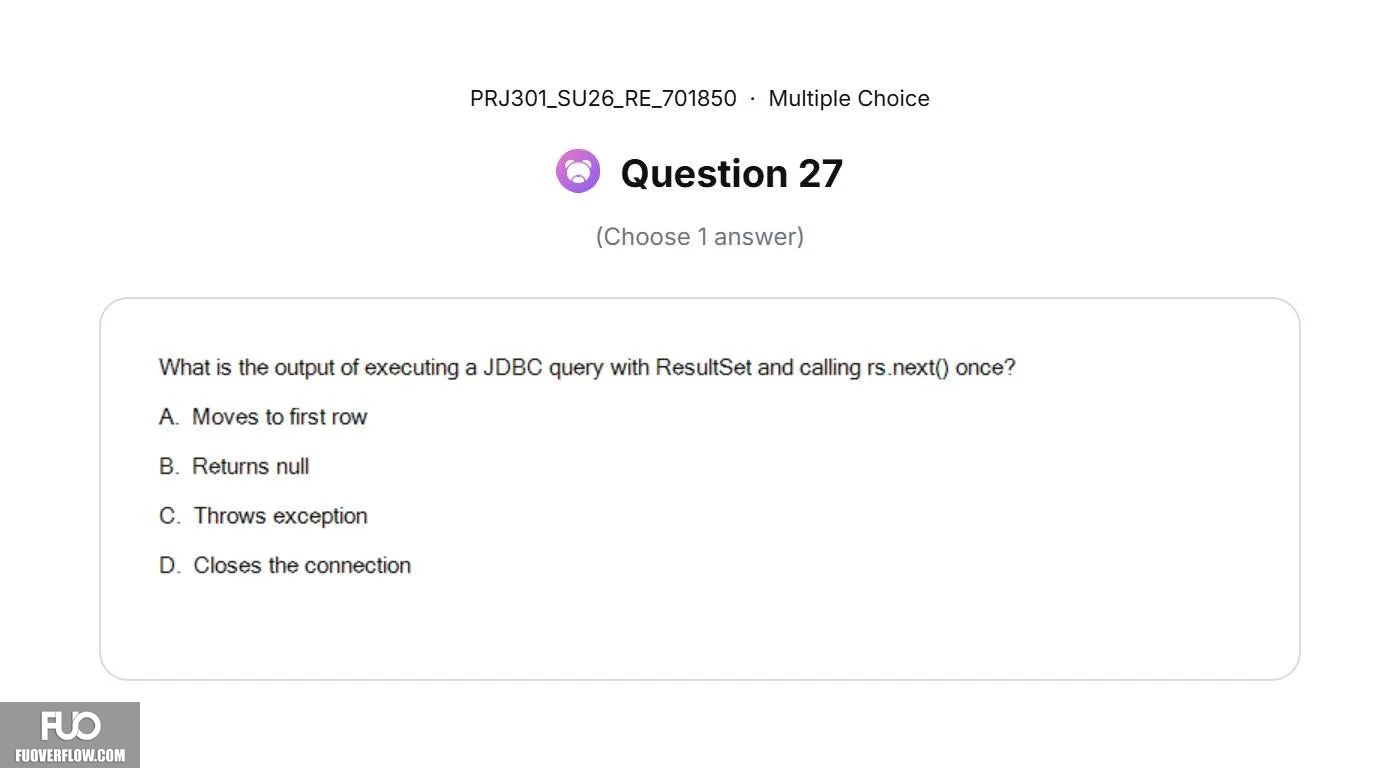 PRJ301_SU26_RE_701850 · Multiple Choice
Question 27
(Choose 1 answer)
What is the output of executing a JDBC query with ResultSet and calling rs.next() once?
A. Moves to first row
B. Returns null
C. Throws exception
D. Closes the connection
FUO
FUOVERFLOW.COM